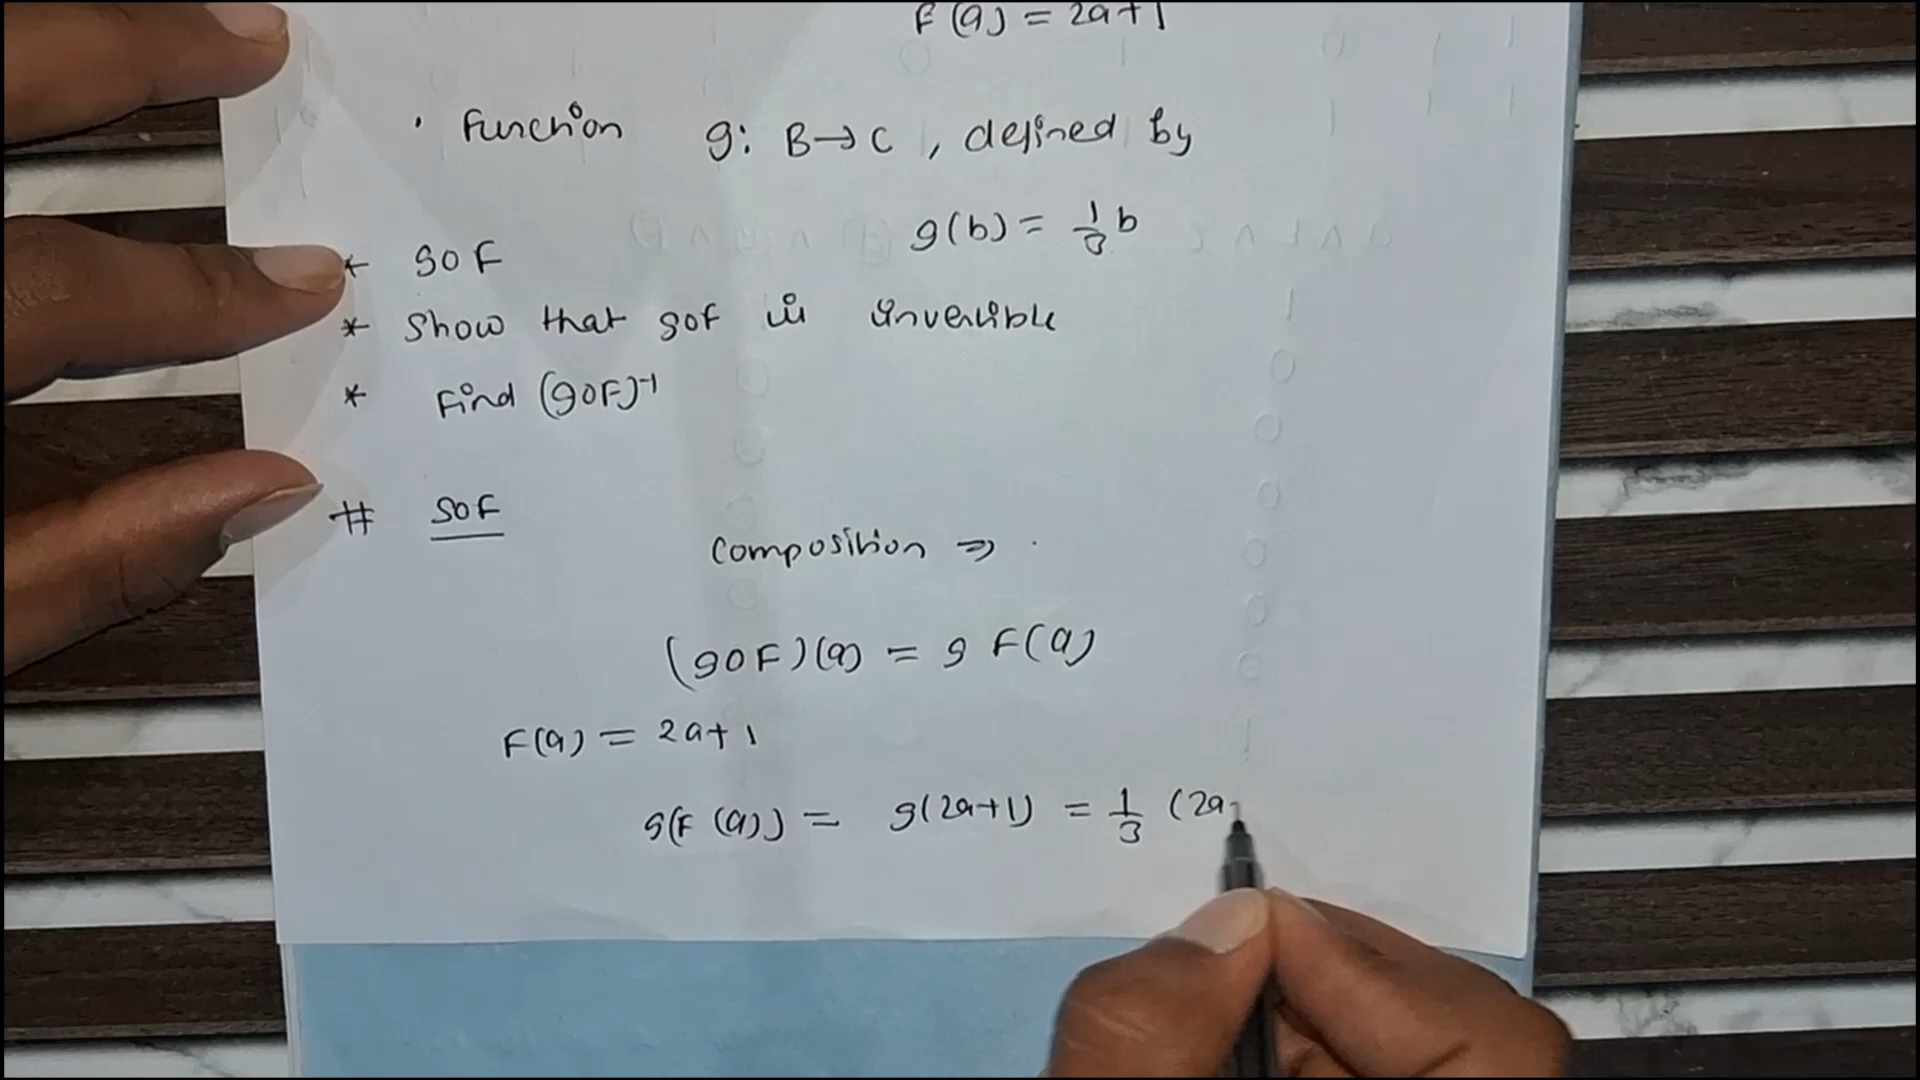 F(a) = 2a+1
· Function g: B→C, defined by
g(b) = 1/3 b
* gof
* Show that gof is invertible
* Find (gof)⁻¹
# gof
Composition ⇒ .
(gof)(a) = g F(a)
F(a) = 2a+1
g(F(a)) = g(2a+1) = 1/3 (2a